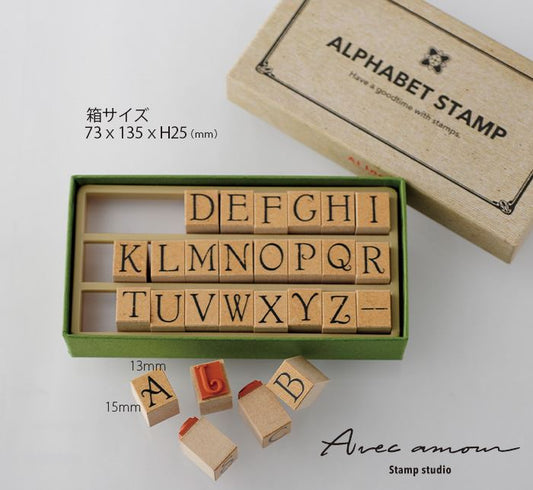 ALPHABET STAMP
Have a goodtime with stamps.
箱サイズ
73 x 135 x H25 (mm)
D E F G H I
K L M N O P Q R
T U V W X Y Z —
13mm
15mm
A B
Avec amour
Stamp studio